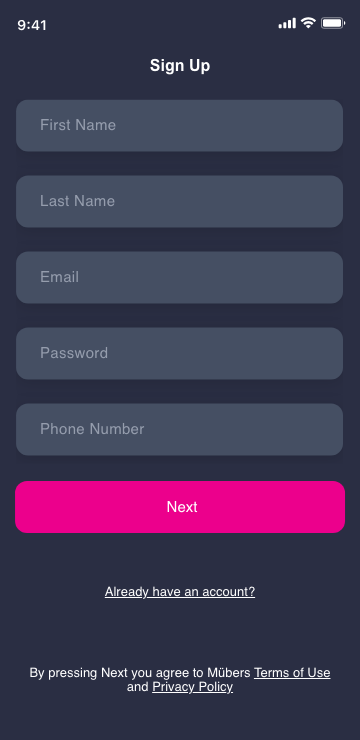 9:41
Sign Up
First Name
Last Name
Email
Password
Phone Number
Next
Already have an account?
By pressing Next you agree to Mübers Terms of Use
and Privacy Policy